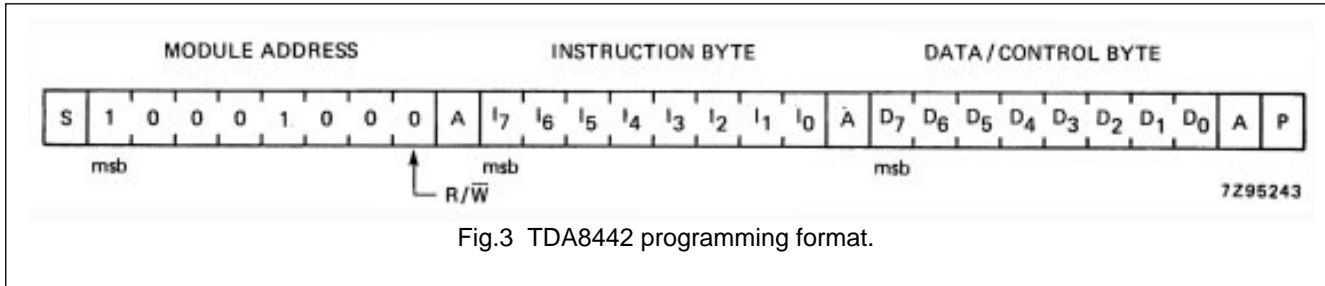 MODULE ADDRESS INSTRUCTION BYTE DATA/CONTROL BYTE
S 1 0 0 0 1 0 0 0 A I7 I6 I5 I4 I3 I2 I1 I0 A D7 D6 D5 D4 D3 D2 D1 D0 A P
msb msb msb
R/W̅ 7Z95243
Fig.3 TDA8442 programming format.